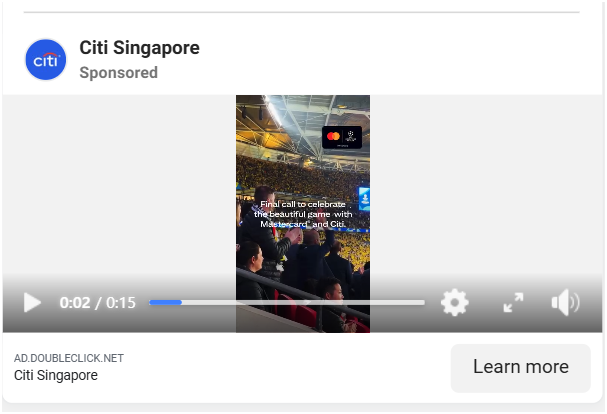 citi
Citi Singapore
Sponsored
Final call to celebrate
the beautiful game with
Mastercard® and Citi.
0:02 / 0:15
AD.DOUBLECLICK.NET
Citi Singapore
Learn more